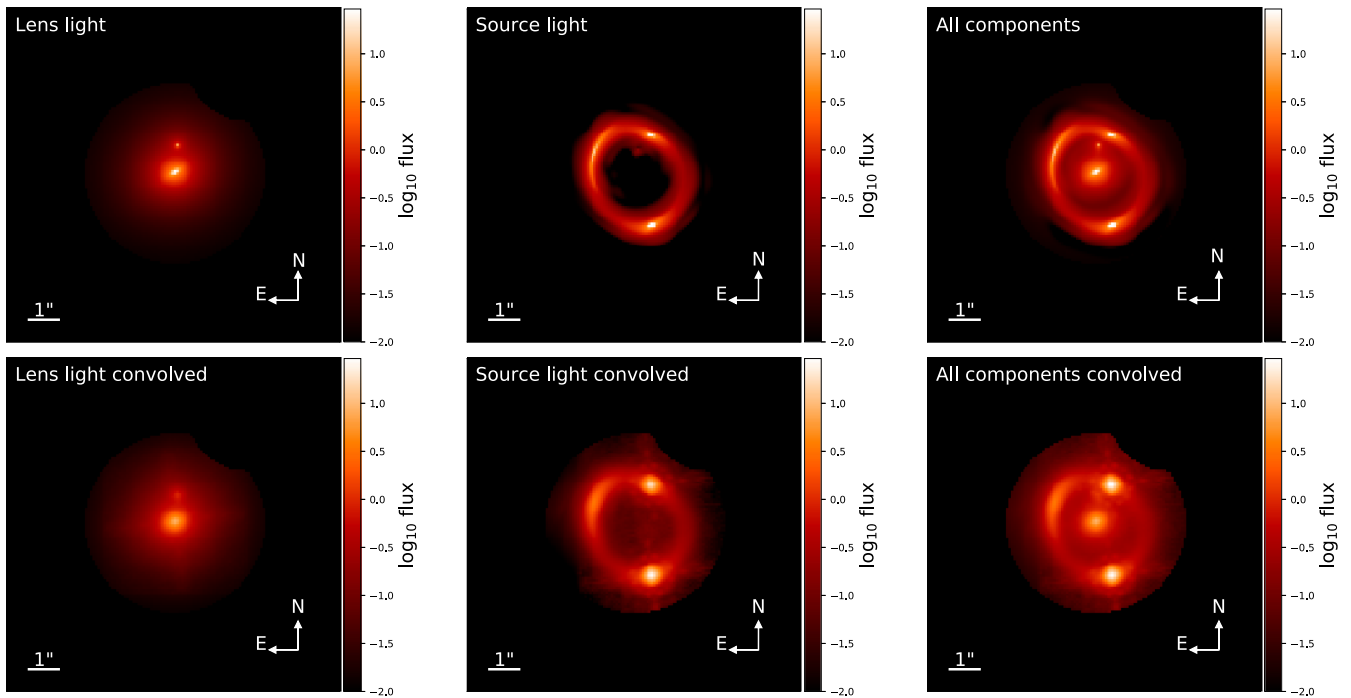 Lens light
N
E
1"
1.0
0.5
0.0
−0.5
−1.0
−1.5
−2.0
log₁₀ flux
Source light
N
E
1"
1.0
0.5
0.0
−0.5
−1.0
−1.5
−2.0
log₁₀ flux
All components
N
E
1"
1.0
0.5
0.0
−0.5
−1.0
−1.5
−2.0
log₁₀ flux
Lens light convolved
N
E
1"
1.0
0.5
0.0
−0.5
−1.0
−1.5
−2.0
log₁₀ flux
Source light convolved
N
E
1"
1.0
0.5
0.0
−0.5
−1.0
−1.5
−2.0
log₁₀ flux
All components convolved
N
E
1"
1.0
0.5
0.0
−0.5
−1.0
−1.5
−2.0
log₁₀ flux